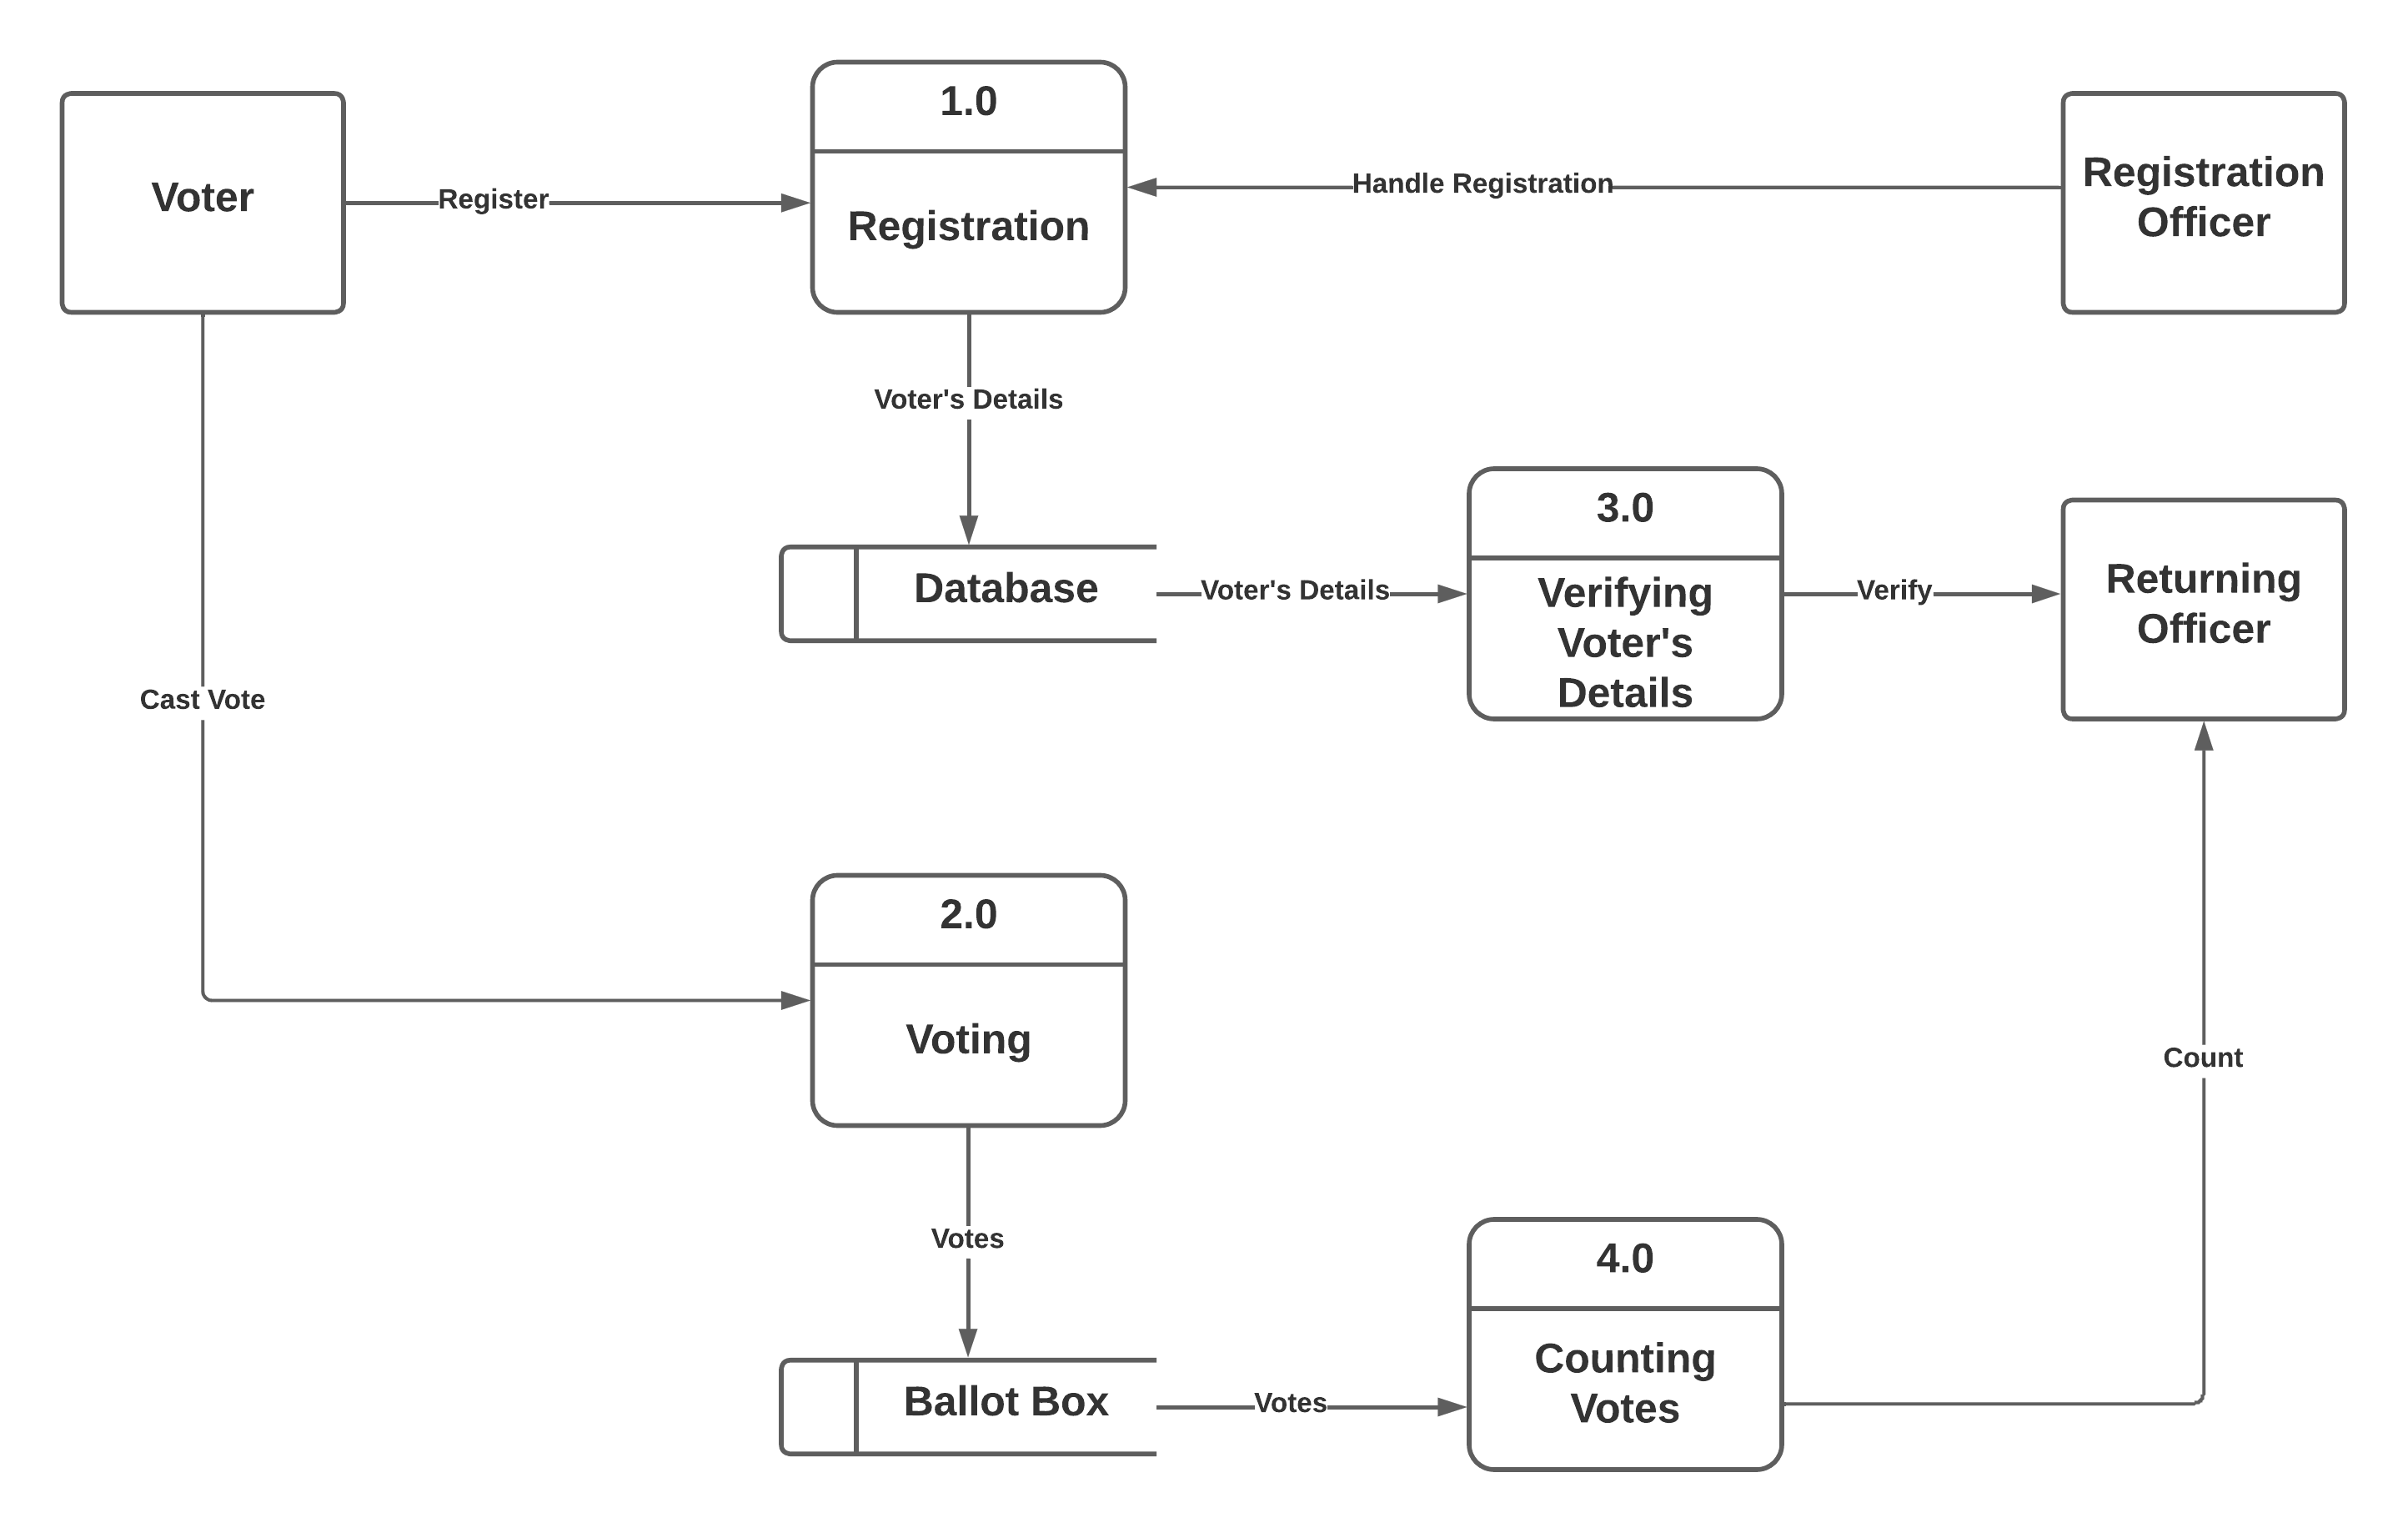 1.0
Voter
Register
Registration
Handle Registration
Registration
Officer
Voter's Details
3.0
Database
Voter's Details
Verifying
Voter's
Details
Verify
Returning
Officer
Cast Vote
2.0
Voting
Count
Votes
4.0
Ballot Box
Votes
Counting
Votes